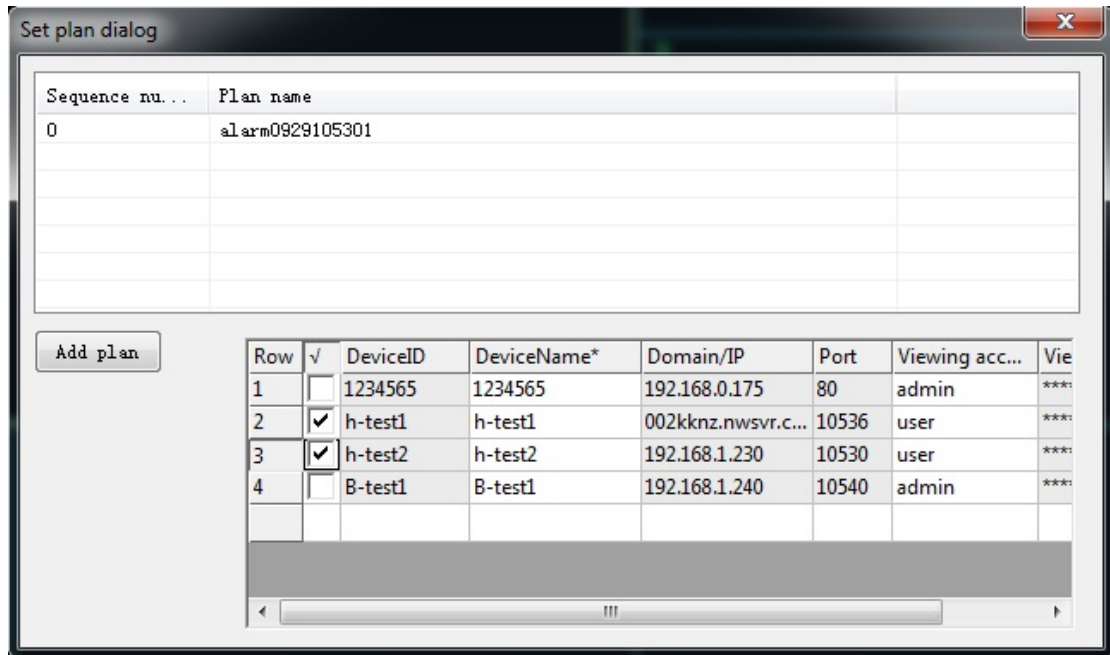 Set plan dialog
Sequence nu... Plan name
0 alarm0929105301
Add plan
Row √ DeviceID DeviceName* Domain/IP Port Viewing acc... Vie
1 1234565 1234565 192.168.0.175 80 admin ***
2 ✓ h-test1 h-test1 002kknz.nwsvr.c... 10536 user ***
3 ✓ h-test2 h-test2 192.168.1.230 10530 user ***
4 B-test1 B-test1 192.168.1.240 10540 admin ***